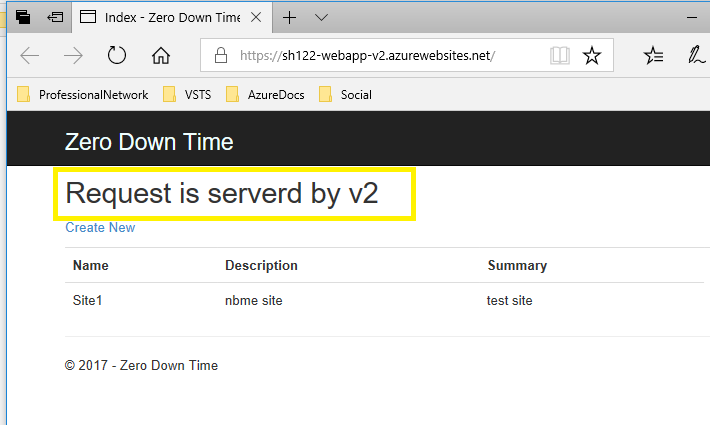 Index - Zero Down Time
https://sh122-webapp-v2.azurewebsites.net/
ProfessionalNetwork VSTS AzureDocs Social
Zero Down Time
Request is serverd by v2
Create New
Name Description Summary
Site1 nbme site test site
© 2017 - Zero Down Time